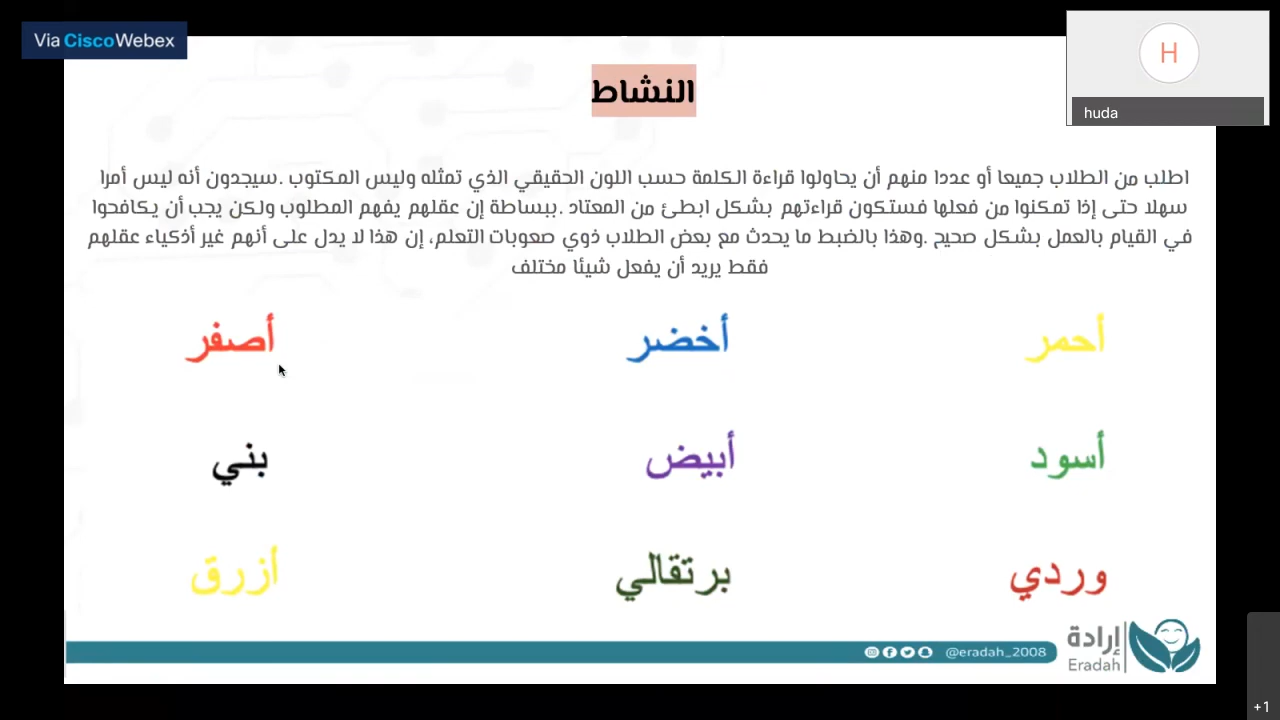 Via Cisco Webex
H
huda
النشاط
اطلب من الطلاب جميعا أو عددا منهم أن يحاولوا قراءة الكلمة حسب اللون الحقيقي الذي تمثله وليس المكتوب .سيجدون أنه ليس أمرا
سهلا حتى إذا تمكنوا من فعلها فستكون قراءتهم بشكل ابطئ من المعتاد .ببساطة إن عقلهم يفهم المطلوب ولكن يجب أن يكافحوا
في القيام بالعمل بشكل صحيح .وهذا بالضبط ما يحدث مع بعض الطلاب ذوي صعوبات التعلم، إن هذا لا يدل على أنهم غير أذكياء عقلهم
فقط يريد أن يفعل شيئا مختلف
أحمر أخضر أصفر
أسود أبيض بني
وردي برتقالي أزرق
@eradah_2008
إرادة
Eradah
+1